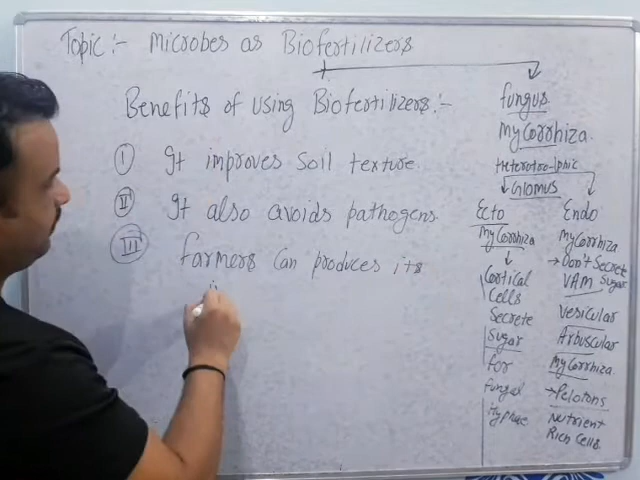 Topic :- Microbes as Biofertilizers
Benefits of using Biofertilizers :-
I It improves soil texture.
II It also avoids pathogens
III farmers can produces its
fungus
Mycorrhiza
Heterotrophic
Glomus
Ecto
Mycorrhiza
Cortical
Cells
Secrete
Sugar
for
fungal
Hyphae
Endo
Mycorrhiza
→ Don't Secrete
Sugar
VAM
Vesicular
Arbuscular
Mycorrhiza
→ Pelotons
Nutrient
Rich Cells